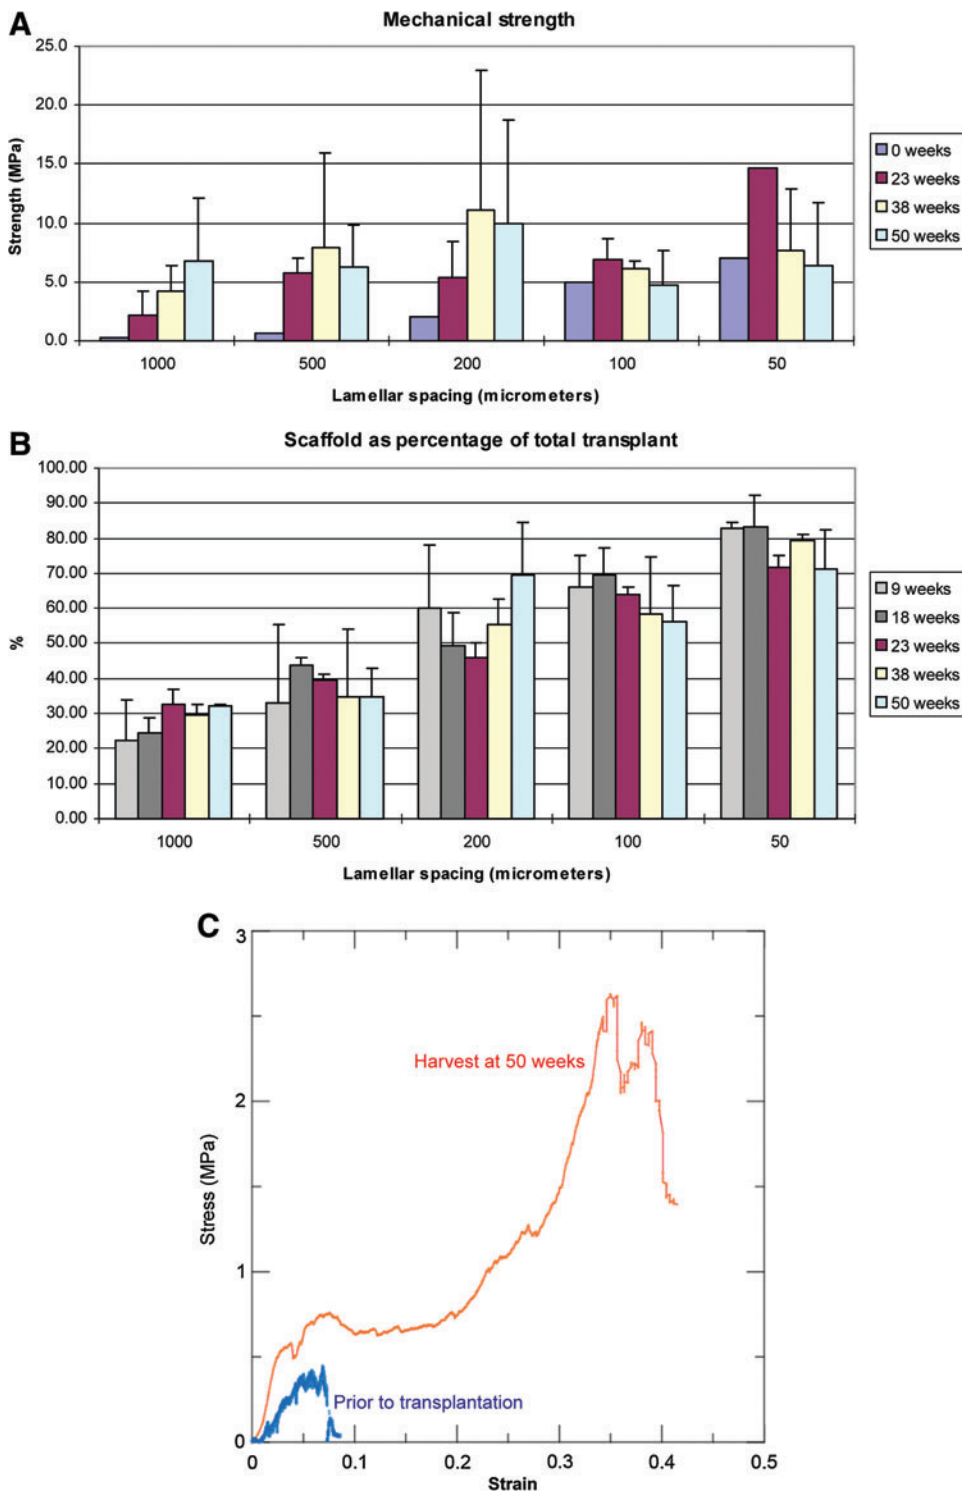 A
Mechanical strength
25.0
20.0
15.0
10.0
5.0
0.0
Strength (MPa)
1000 500 200 100 50
Lamellar spacing (micrometers)
0 weeks
23 weeks
38 weeks
50 weeks
B
Scaffold as percentage of total transplant
100.00
90.00
80.00
70.00
60.00
50.00
40.00
30.00
20.00
10.00
0.00
%
1000 500 200 100 50
Lamellar spacing (micrometers)
9 weeks
18 weeks
23 weeks
38 weeks
50 weeks
C
3
2
1
0
Stress (MPa)
Harvest at 50 weeks
Prior to transplantation
0 0.1 0.2 0.3 0.4 0.5
Strain